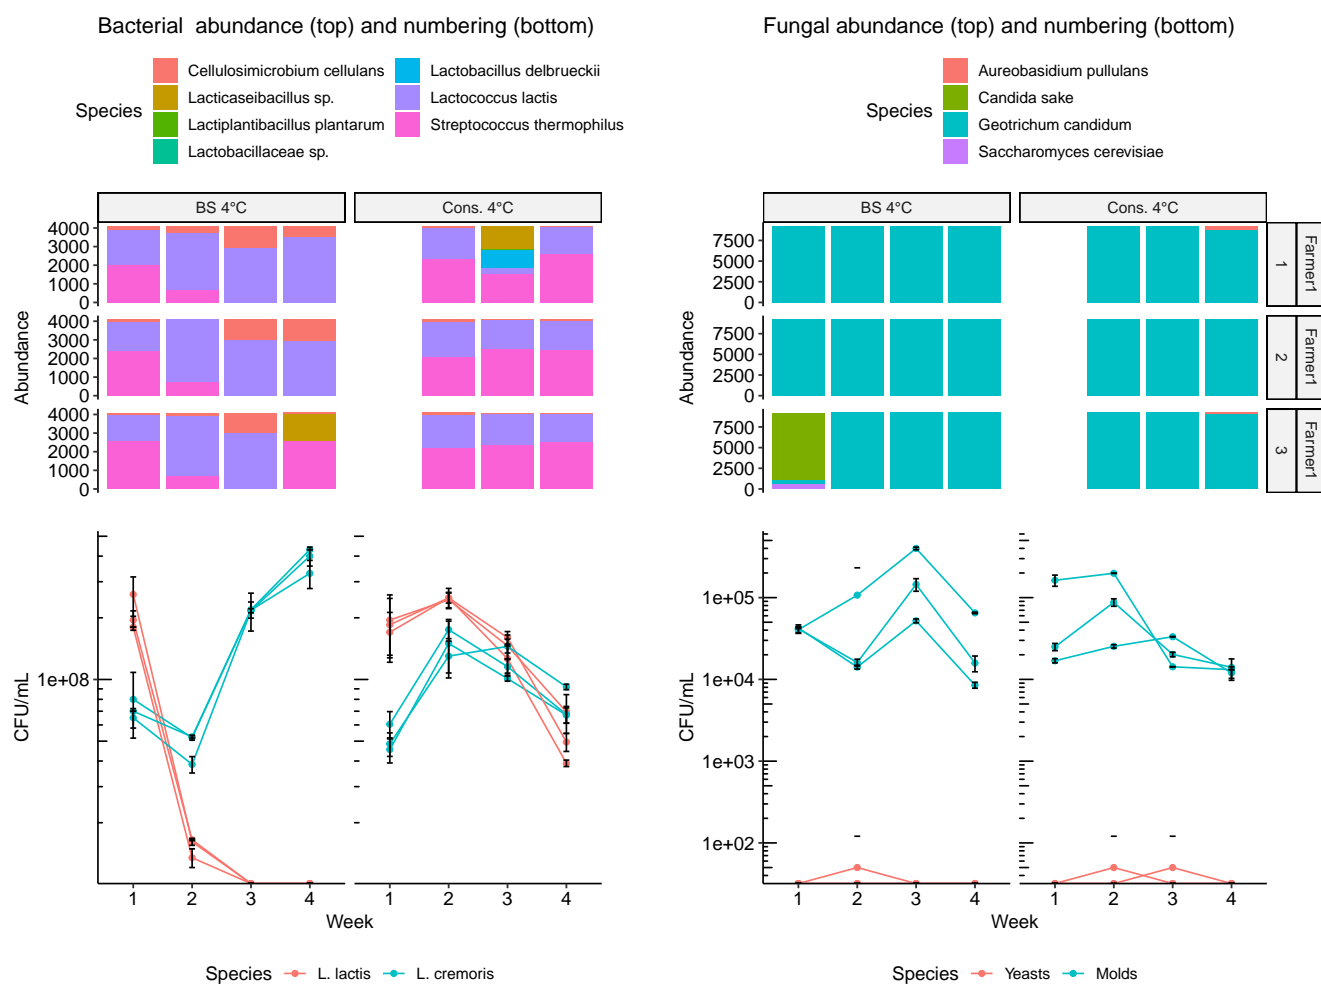 Bacterial  abundance (top) and numbering (bottom)
Species
Cellulosimicrobium cellulans
Lacticaseibacillus sp.
Lactiplantibacillus plantarum
Lactobacillaceae sp.
Lactobacillus delbrueckii
Lactococcus lactis
Streptococcus thermophilus
BS 4°C
Cons. 4°C
Abundance
4000
3000
2000
1000
0
4000
3000
2000
1000
0
4000
3000
2000
1000
0
CFU/mL
1e+08
1 2 3 4
1 2 3 4
Week
Species L. lactis L. cremoris
Fungal abundance (top) and numbering (bottom)
Species
Aureobasidium pullulans
Candida sake
Geotrichum candidum
Saccharomyces cerevisiae
BS 4°C
Cons. 4°C
Abundance
7500
5000
2500
0
7500
5000
2500
0
7500
5000
2500
0
1
Farmer1
2
Farmer1
3
Farmer1
CFU/mL
1e+05
1e+04
1e+03
1e+02
1 2 3 4
1 2 3 4
Week
Species Yeasts Molds